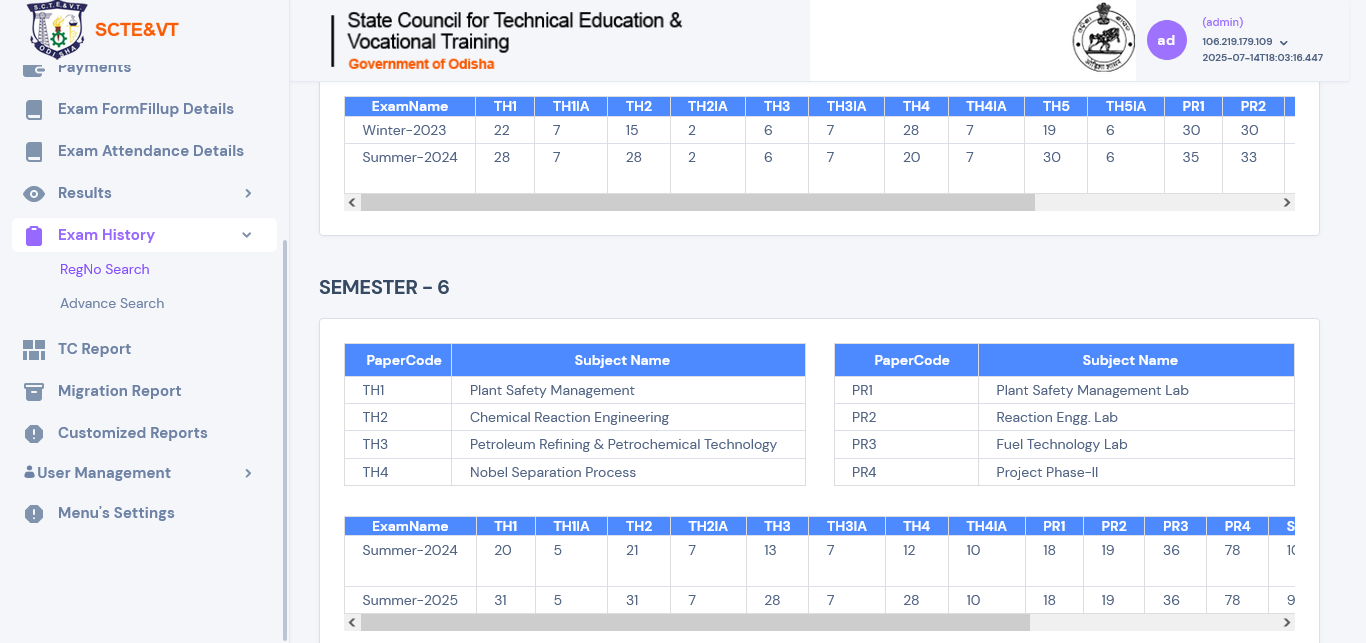 S.C.T.E.&V.T.
ODISHA
SCTE&VT
State Council for Technical Education &
Vocational Training
Government of Odisha
ad
(admin)
106.219.179.109
2025-07-14T18:03:16.447
Payments
Exam FormFillup Details
Exam Attendance Details
Results
Exam History
RegNo Search
Advance Search
TC Report
Migration Report
Customized Reports
User Management
Menu's Settings
ExamName TH1 TH1IA TH2 TH2IA TH3 TH3IA TH4 TH4IA TH5 TH5IA PR1 PR2
Winter-2023 22 7 15 2 6 7 28 7 19 6 30 30
Summer-2024 28 7 28 2 6 7 20 7 30 6 35 33
SEMESTER - 6
PaperCode Subject Name
TH1 Plant Safety Management
TH2 Chemical Reaction Engineering
TH3 Petroleum Refining & Petrochemical Technology
TH4 Nobel Separation Process
PaperCode Subject Name
PR1 Plant Safety Management Lab
PR2 Reaction Engg. Lab
PR3 Fuel Technology Lab
PR4 Project Phase-II
ExamName TH1 TH1IA TH2 TH2IA TH3 TH3IA TH4 TH4IA PR1 PR2 PR3 PR4 S
Summer-2024 20 5 21 7 13 7 12 10 18 19 36 78
Summer-2025 31 5 31 7 28 7 28 10 18 19 36 78 9